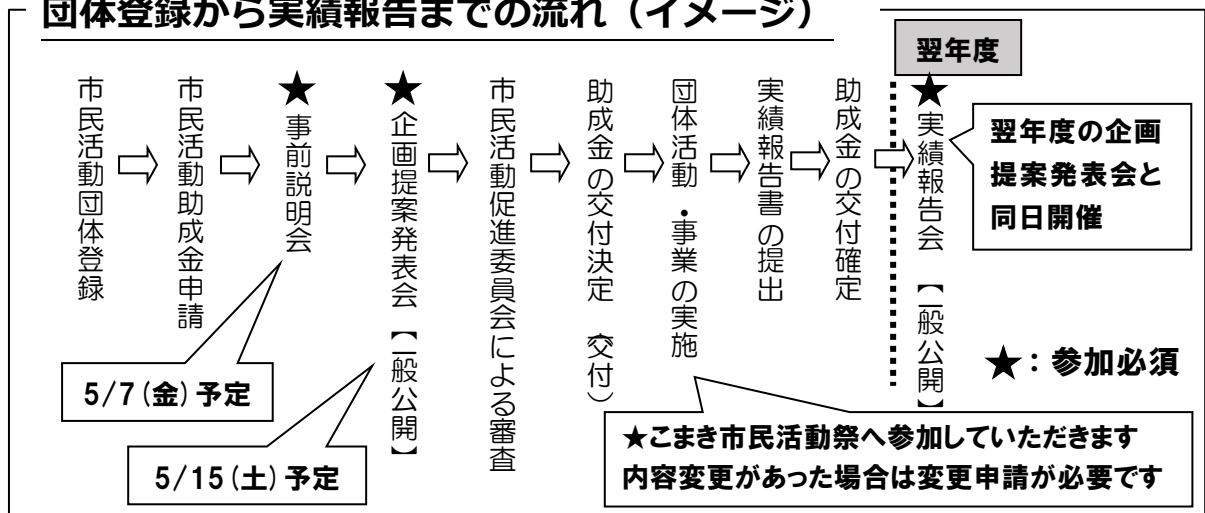 団体登録から実績報告までの流れ（イメージ）
翌年度
市民活動団体登録
市民活動助成金申請
★事前説明会
★企画提案発表会【一般公開】
市民活動促進委員会による審査
助成金の交付決定（交付）
団体活動・事業の実施
実績報告書の提出
助成金の交付確定
★実績報告会【一般公開】
翌年度の企画
提案発表会と
同日開催
5/7(金)予定
5/15(土)予定
★：参加必須
★こまき市民活動祭へ参加していただきます
内容変更があった場合は変更申請が必要です